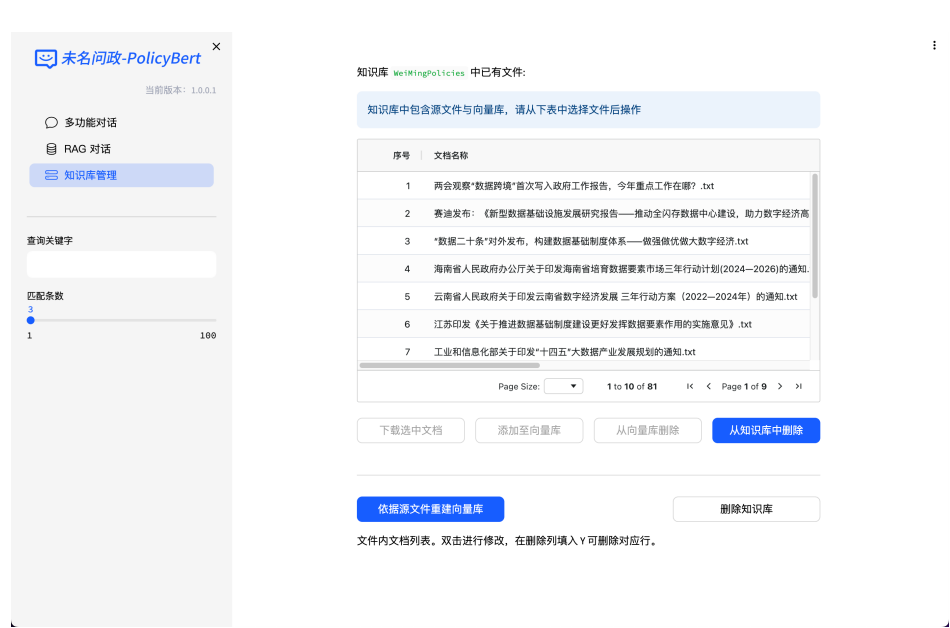 未名问政-PolicyBert
当前版本：1.0.0.1
多功能对话
RAG 对话
知识库管理
查询关键字
匹配条数
3
1 100
知识库 WeiMingPolicies 中已有文件:
知识库中包含源文件与向量库，请从下表中选择文件后操作
序号 文档名称
1 两会观察“数据跨境”首次写入政府工作报告，今年重点工作在哪？.txt
2 赛迪发布：《新型数据基础设施发展研究报告——推动全闪存数据中心建设，助力数字经济高
3 “数据二十条”对外发布，构建数据基础制度体系——做强做优做大数字经济.txt
4 海南省人民政府办公厅关于印发海南省培育数据要素市场三年行动计划(2024—2026)的通知.
5 云南省人民政府关于印发云南省数字经济发展 三年行动方案（2022—2024年）的通知.txt
6 江苏印发《关于推进数据基础制度建设更好发挥数据要素作用的实施意见》.txt
7 工业和信息化部关于印发“十四五”大数据产业发展规划的通知.txt
Page Size: 1 to 10 of 81 Page 1 of 9
下载选中文档 添加至向量库 从向量库删除 从知识库中删除
依据源文件重建向量库 删除知识库
文件内文档列表。双击进行修改，在删除列填入 Y 可删除对应行。